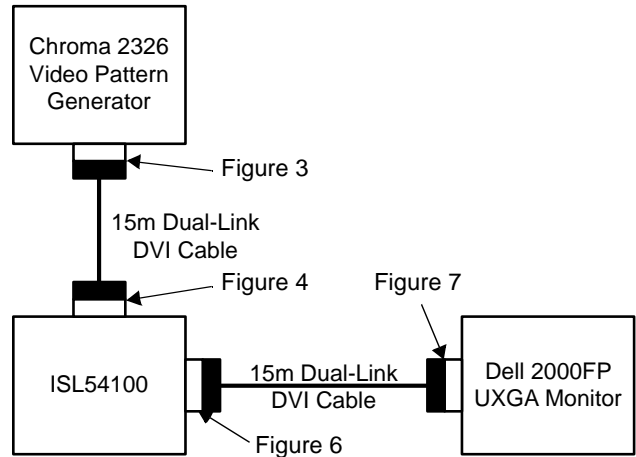 Chroma 2326
Video Pattern
Generator
Figure 3
15m Dual-Link
DVI Cable
Figure 4
Figure 7
ISL54100
15m Dual-Link
DVI Cable
Dell 2000FP
UXGA Monitor
Figure 6